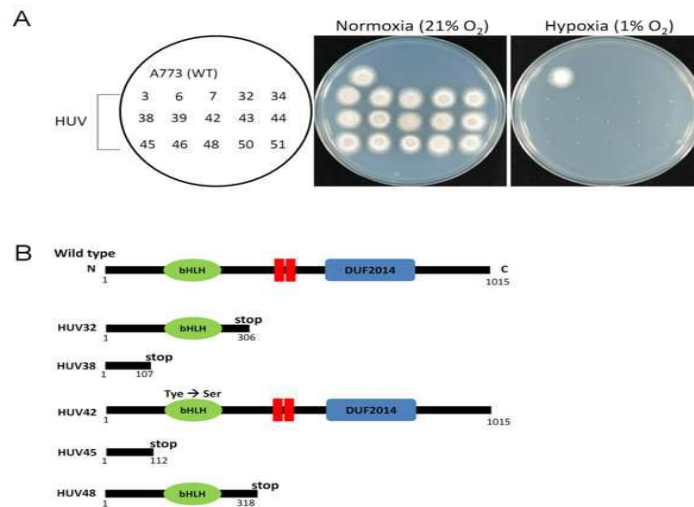 A
Normoxia (21% O₂)
Hypoxia (1% O₂)
A773 (WT)
3 6 7 32 34
HUV
38 39 42 43 44
45 46 48 50 51
B
Wild type
N
bHLH
DUF2014
C
1
1015
HUV32
bHLH
stop
1
306
HUV38
stop
1
107
Tye → Ser
HUV42
bHLH
DUF2014
1
1015
HUV45
stop
1
112
HUV48
bHLH
stop
1
318